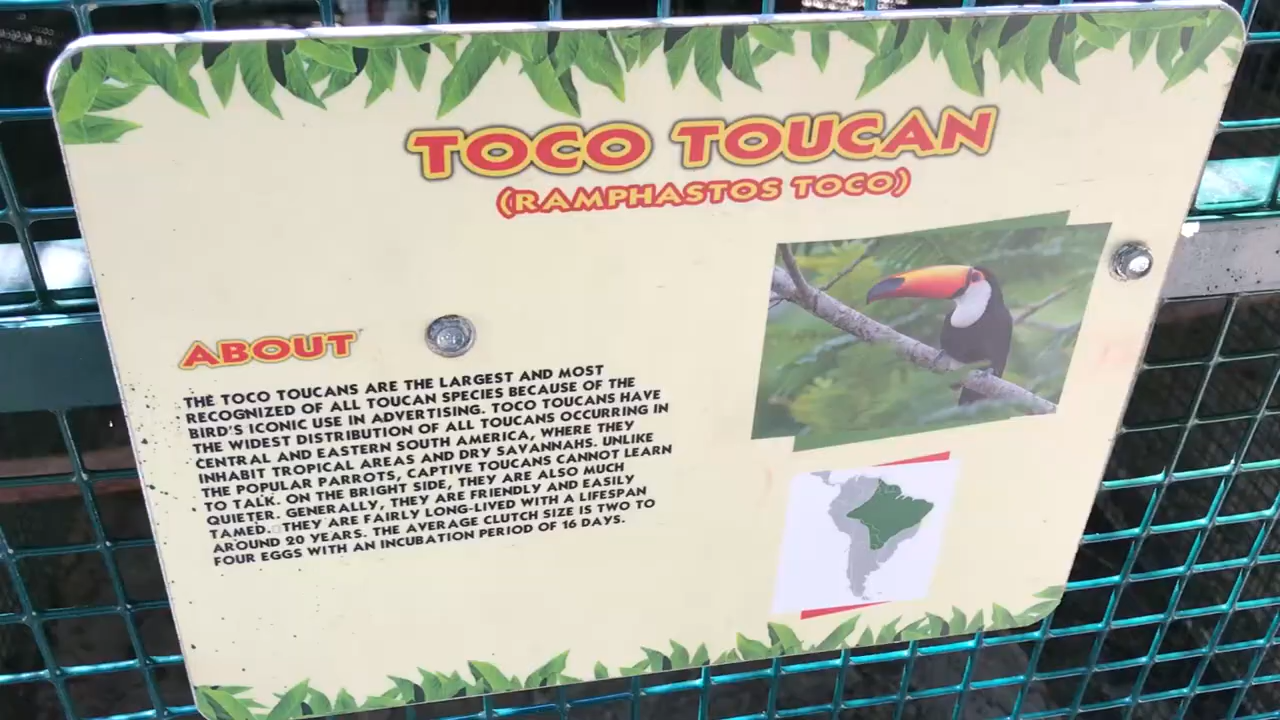 TOCO TOUCAN
(RAMPHASTOS TOCO)
ABOUT
THE TOCO TOUCANS ARE THE LARGEST AND MOST
RECOGNIZED OF ALL TOUCAN SPECIES BECAUSE OF THE
BIRD'S ICONIC USE IN ADVERTISING. TOCO TOUCANS HAVE
THE WIDEST DISTRIBUTION OF ALL TOUCANS OCCURRING IN
CENTRAL AND EASTERN SOUTH AMERICA, WHERE THEY
INHABIT TROPICAL AREAS AND DRY SAVANNAHS. UNLIKE
THE POPULAR PARROTS, CAPTIVE TOUCANS CANNOT LEARN
TO TALK. ON THE BRIGHT SIDE, THEY ARE ALSO MUCH
QUIETER. GENERALLY, THEY ARE FRIENDLY AND EASILY
TAMED. THEY ARE FAIRLY LONG-LIVED WITH A LIFESPAN
AROUND 20 YEARS. THE AVERAGE CLUTCH SIZE IS TWO TO
FOUR EGGS WITH AN INCUBATION PERIOD OF 16 DAYS.